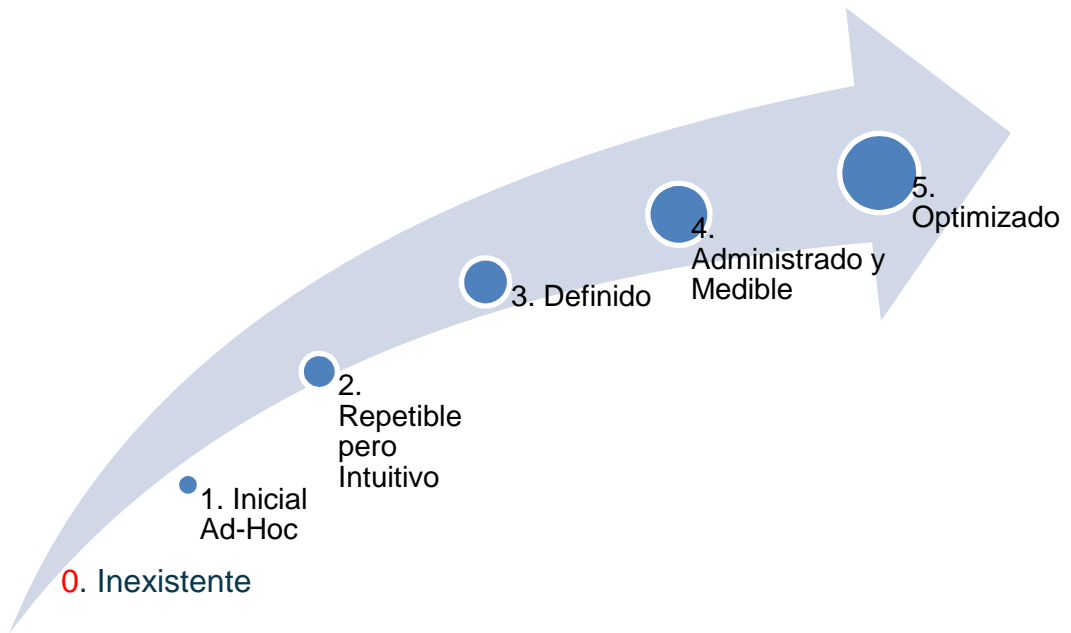 5.
Optimizado
4.
Administrado y
Medible
3. Definido
2.
Repetible
pero
Intuitivo
1. Inicial
Ad-Hoc
0. Inexistente